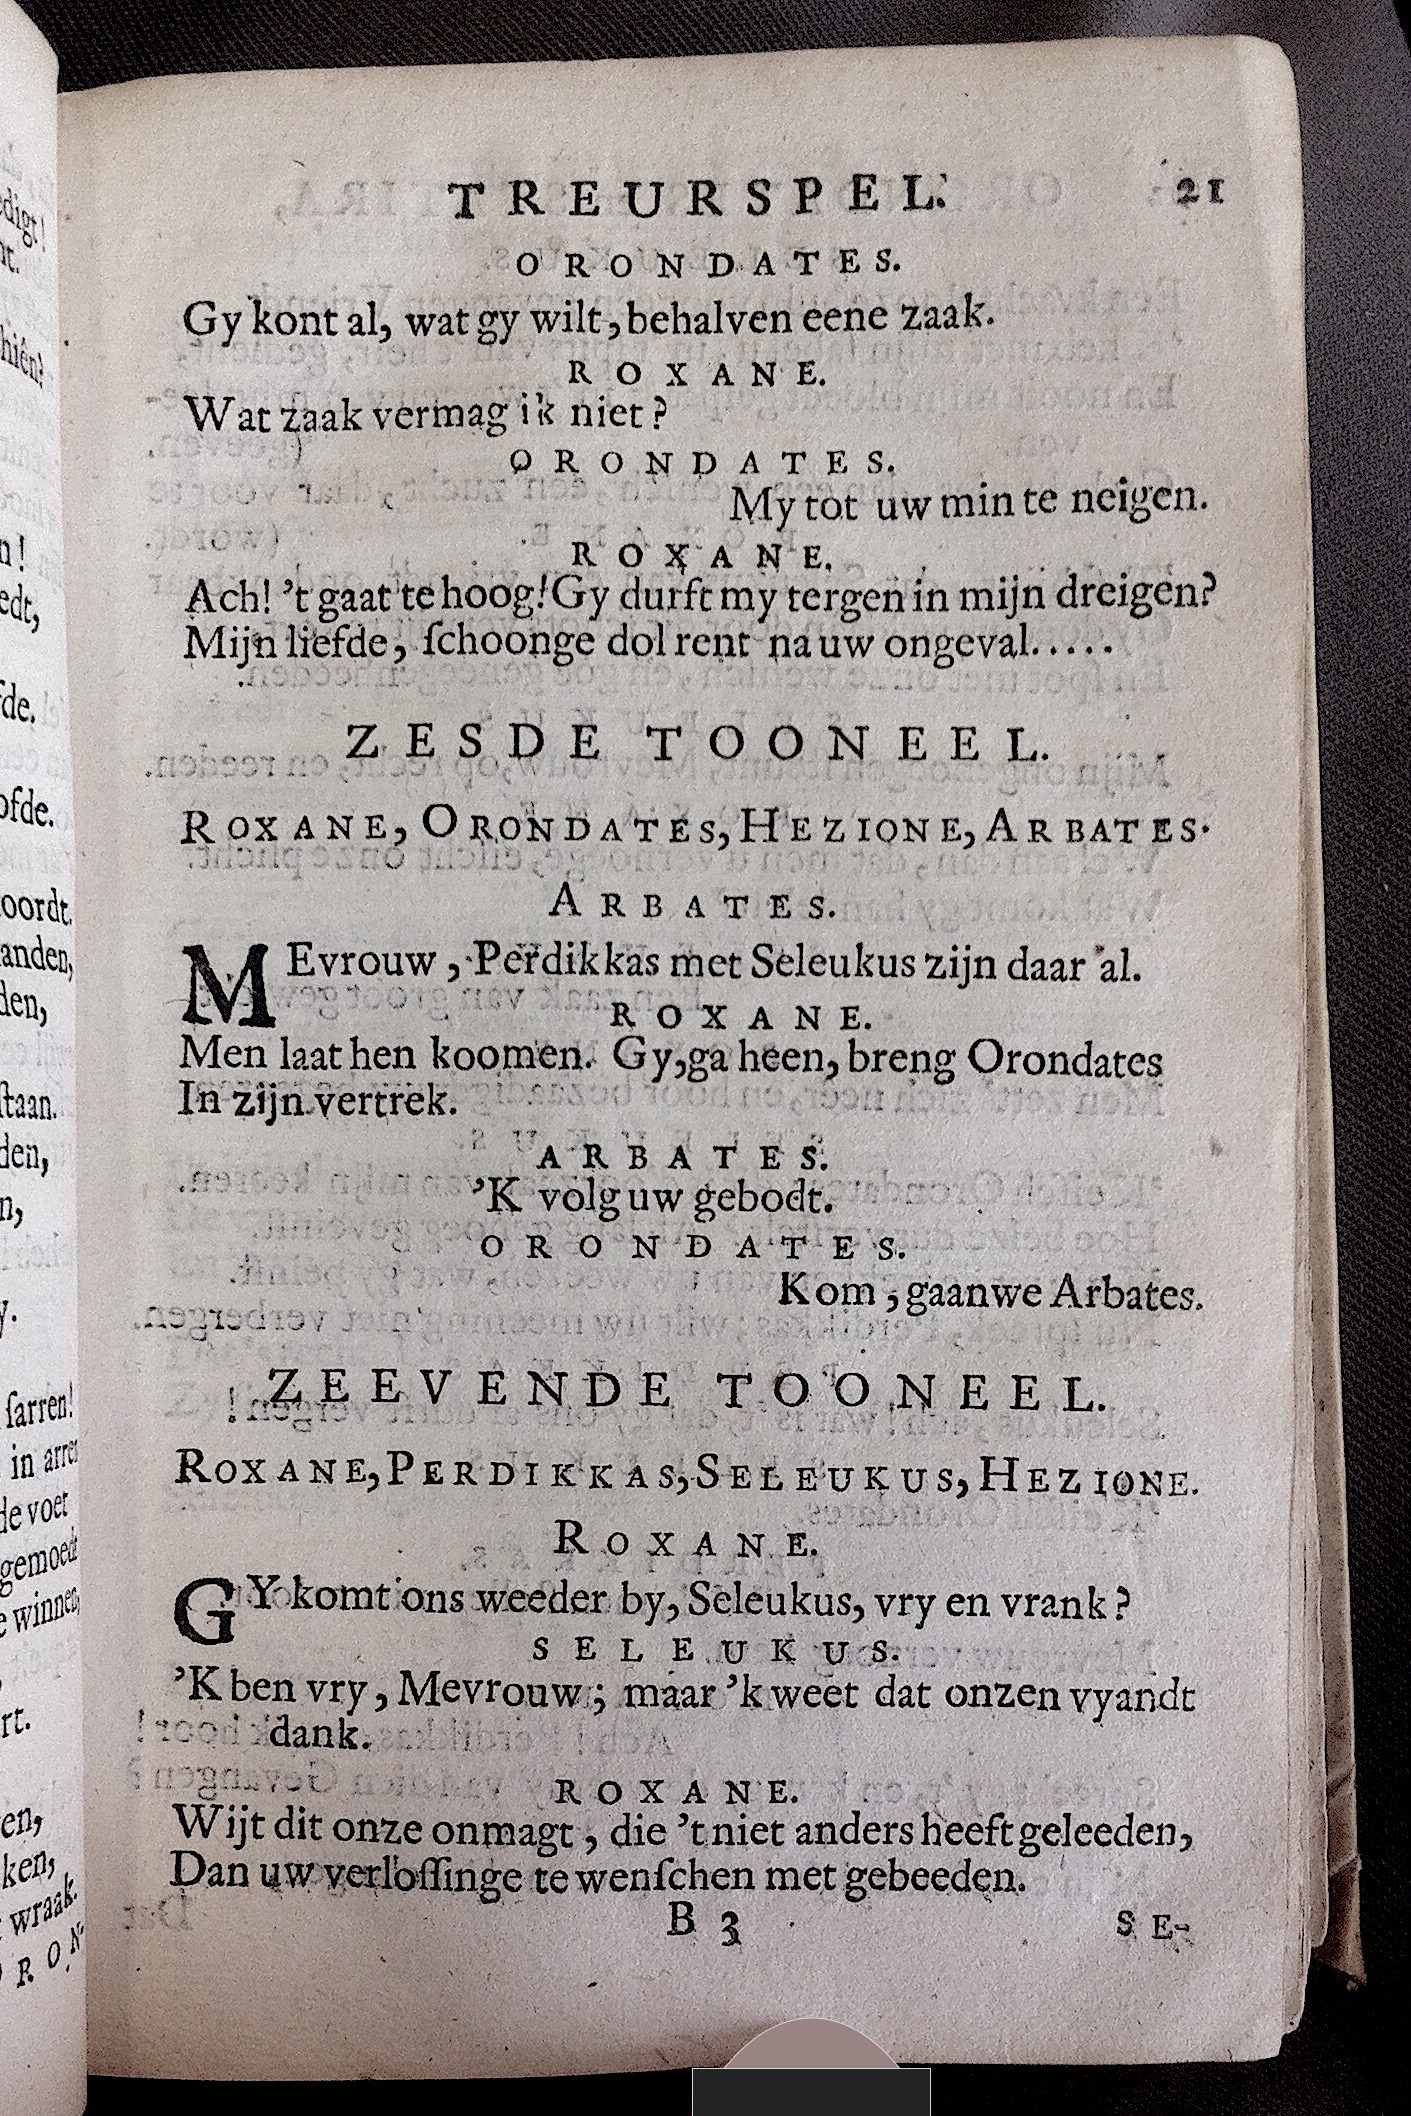 TREURSPEL. 21
ORONDATES.
Gy kont al, wat gy wilt, behalven eene zaak.
ROXANE.
Wat zaak vermag ik niet?
ORONDATES.
My tot uw min te neigen.
ROXANE.
Ach! ’t gaat te hoog! Gy durft my tergen in mijn dreigen?
Mijn liefde, ſchoonge dol rent na uw ongeval.....
ZESDE TOONEEL.
ROXANE, ORONDATES, HEZIONE, ARBATES.
ARBATES.
MEvrouw, Perdikkas met Seleukus zijn daar al.
ROXANE.
Men laat hen koomen. Gy, ga heen, breng Orondates
In zijn vertrek.
ARBATES.
’K volg uw gebodt.
ORONDATES.
Kom, gaanwe Arbates.
ZEEVENDE TOONEEL.
ROXANE, PERDIKKAS, SELEUKUS, HEZIONE.
ROXANE.
GY komt ons weeder by, Seleukus, vry en vrank?
SELEUKUS.
’K ben vry, Mevrouw; maar ’k weet dat onzen vyandt
dank.
ROXANE.
Wijt dit onze onmagt, die ’t niet anders heeft geleeden,
Dan uw verloſſinge te wenſchen met gebeeden.
B 3 SE-